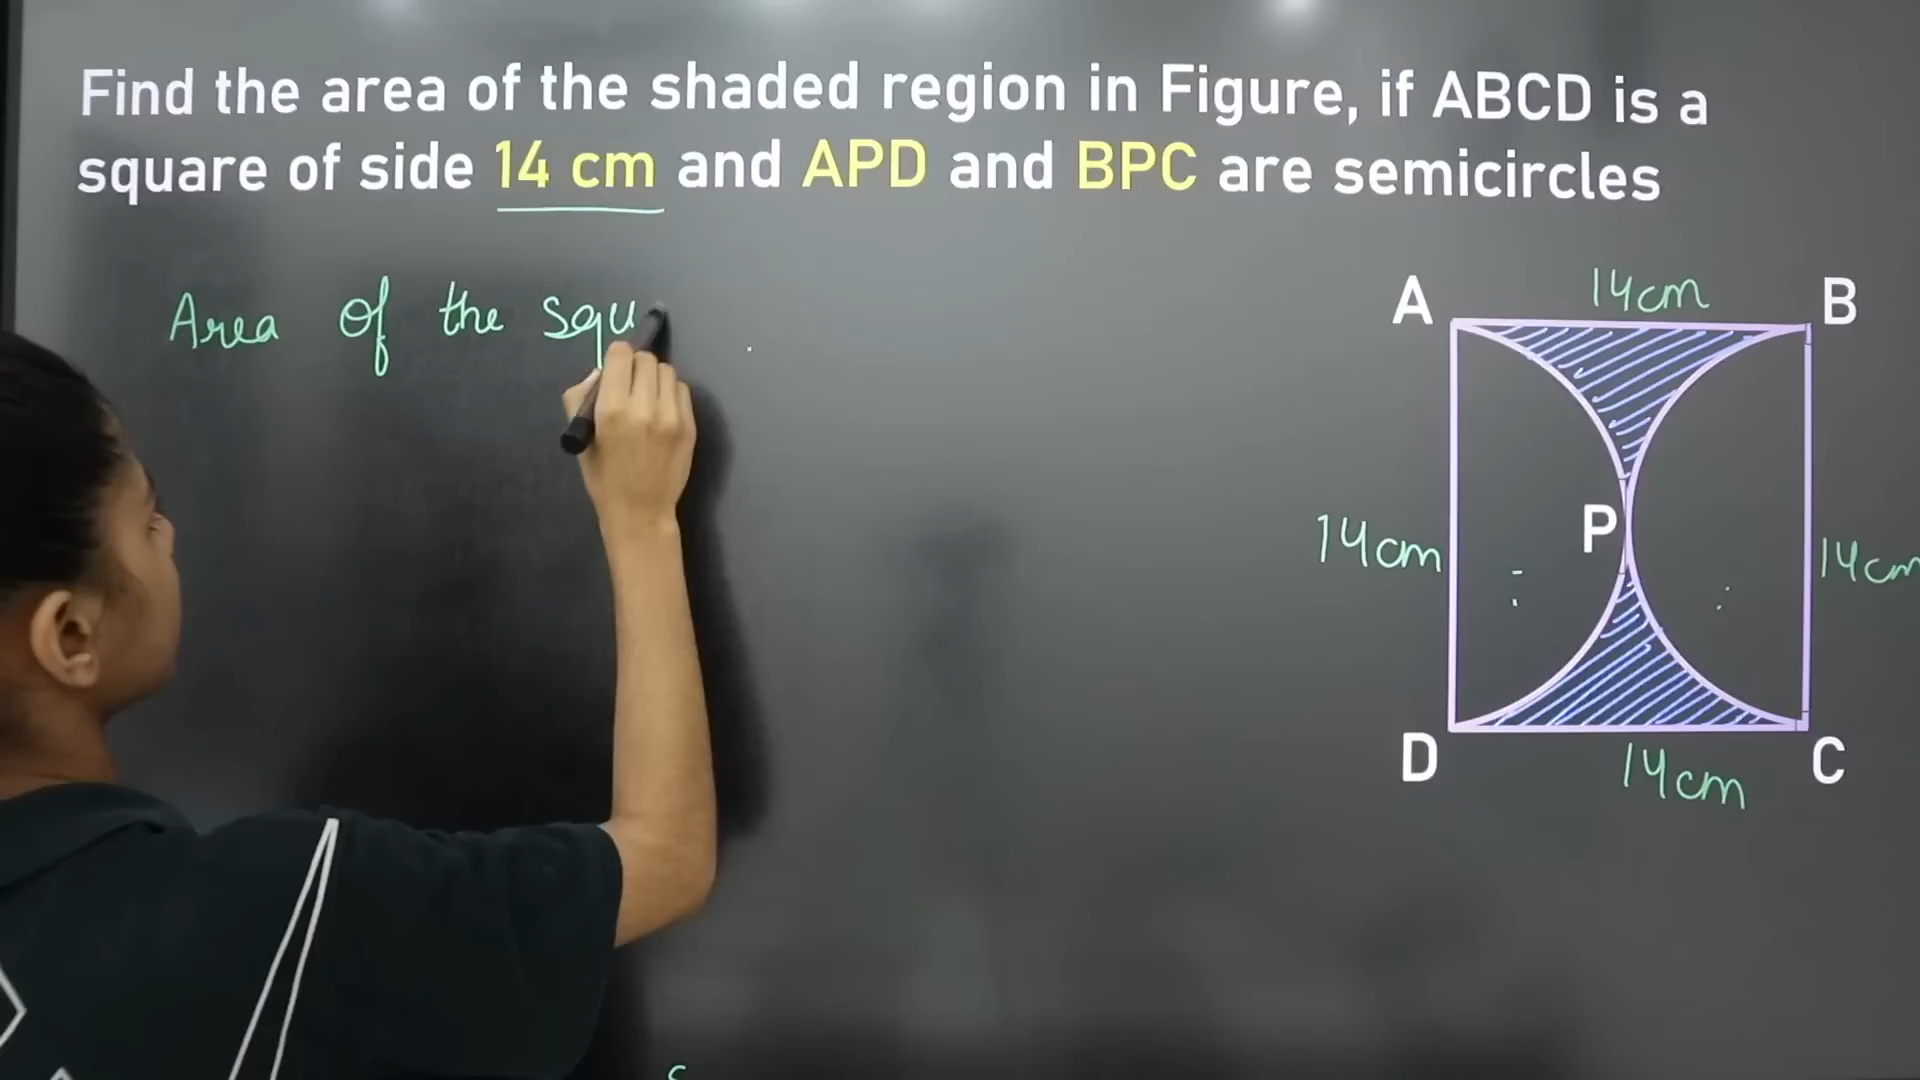 Find the area of the shaded region in Figure, if ABCD is a
square of side 14 cm and APD and BPC are semicircles
Area of the squ
A
14cm
B
14cm
P
14cm
D
14cm
C